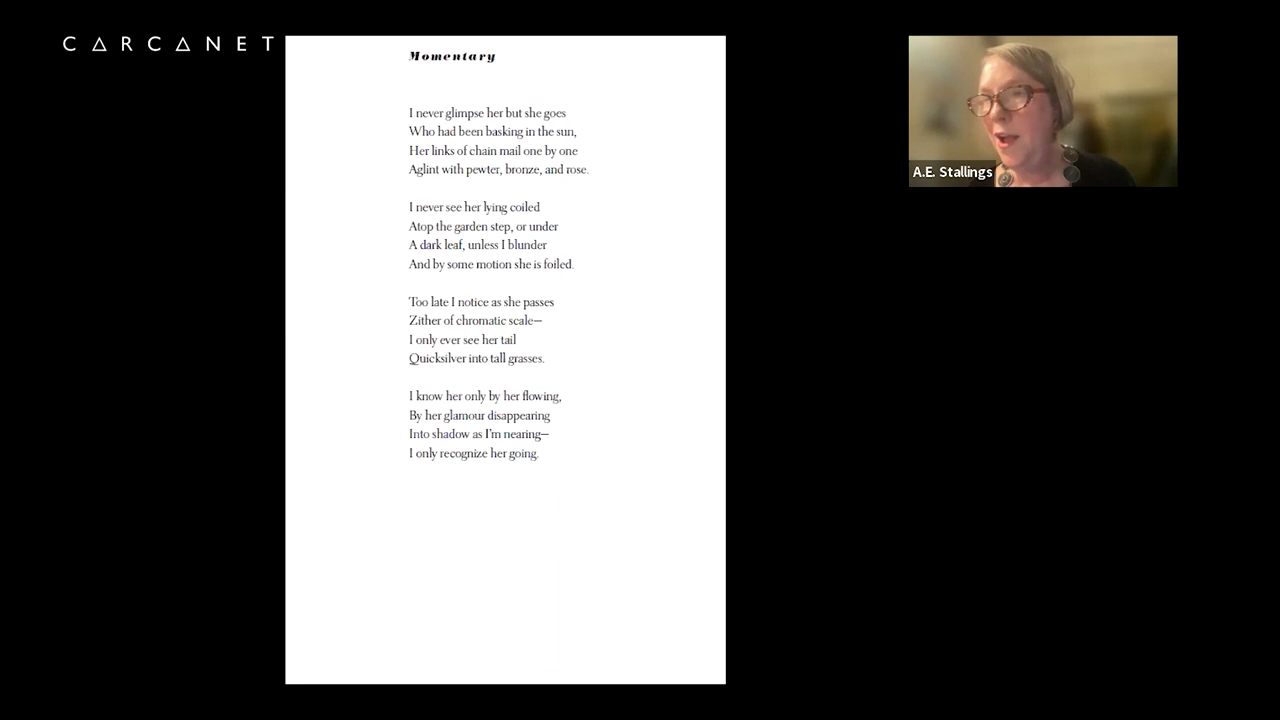 CARCANET
Momentary
I never glimpse her but she goes
Who had been basking in the sun,
Her links of chain mail one by one
Aglint with pewter, bronze, and rose.
I never see her lying coiled
Atop the garden step, or under
A dark leaf, unless I blunder
And by some motion she is foiled.
Too late I notice as she passes
Zither of chromatic scale—
I only ever see her tail
Quicksilver into tall grasses.
I know her only by her flowing,
By her glamour disappearing
Into shadow as I'm nearing—
I only recognize her going.
A.E. Stallings